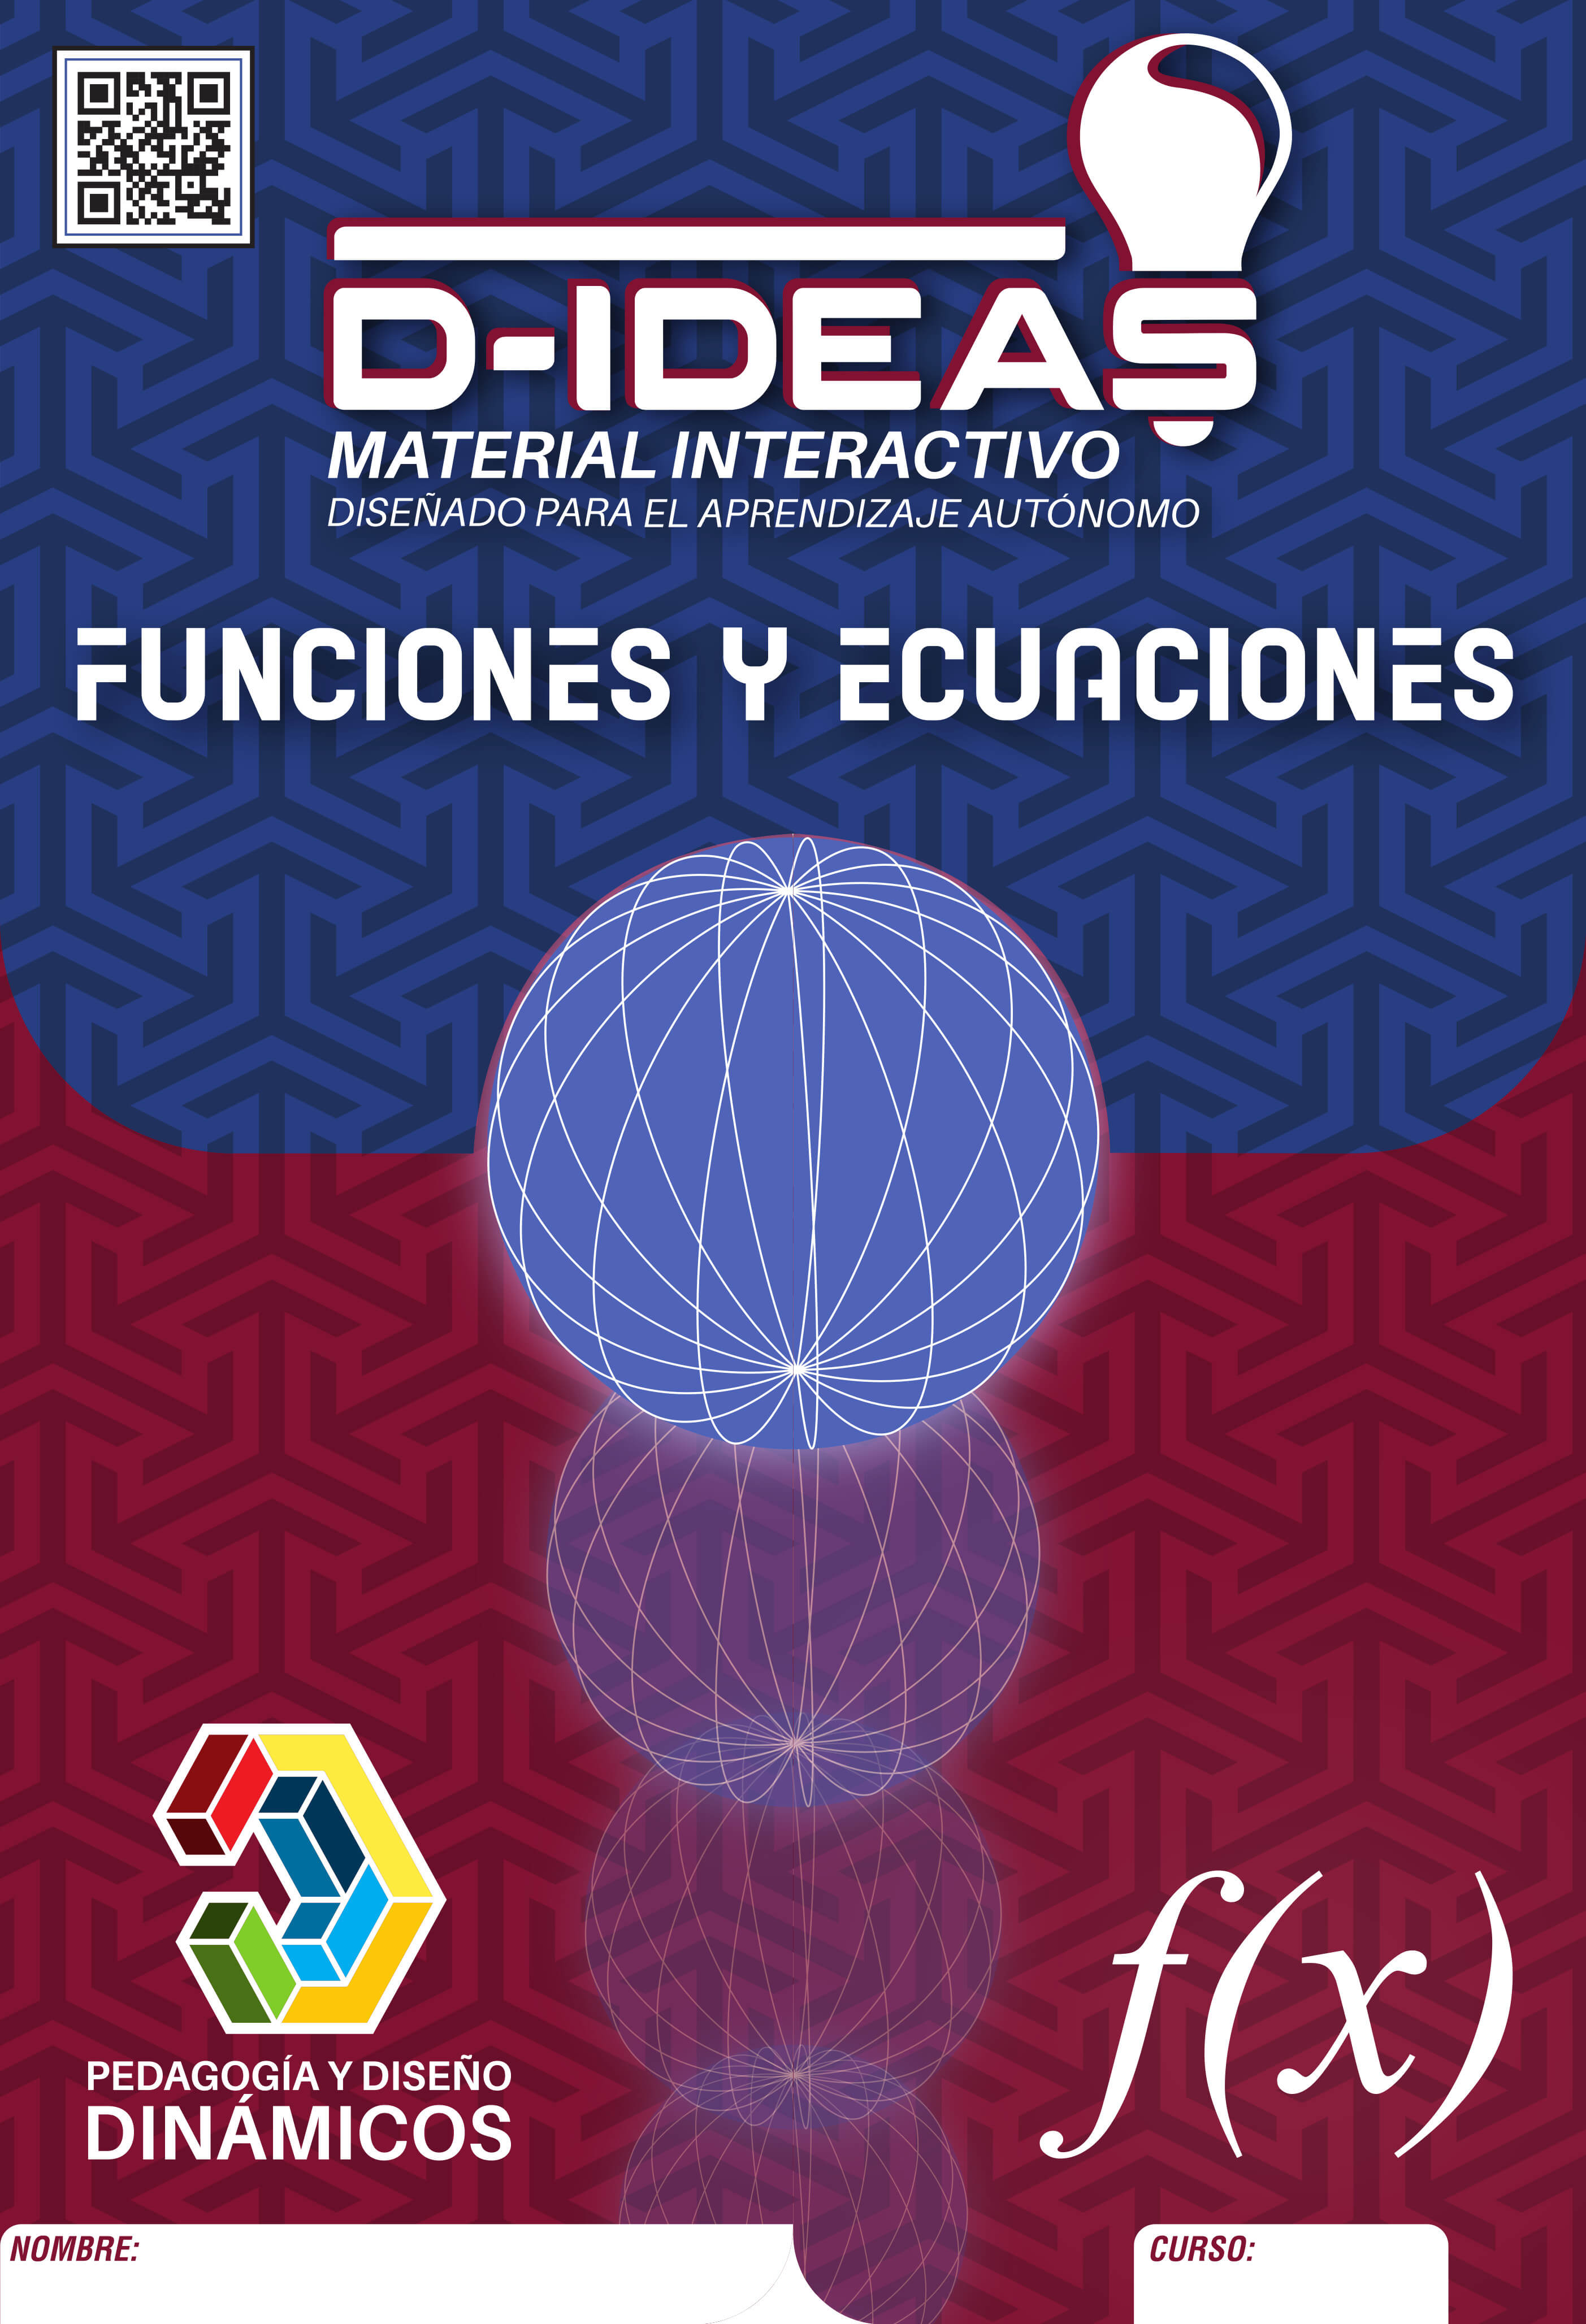 D-IDEAS
MATERIAL INTERACTIVO
DISEÑADO PARA EL APRENDIZAJE AUTÓNOMO
FUNCIONES Y ECUACIONES
PEDAGOGÍA Y DISEÑO
DINÁMICOS
f(x)
NOMBRE:
CURSO: